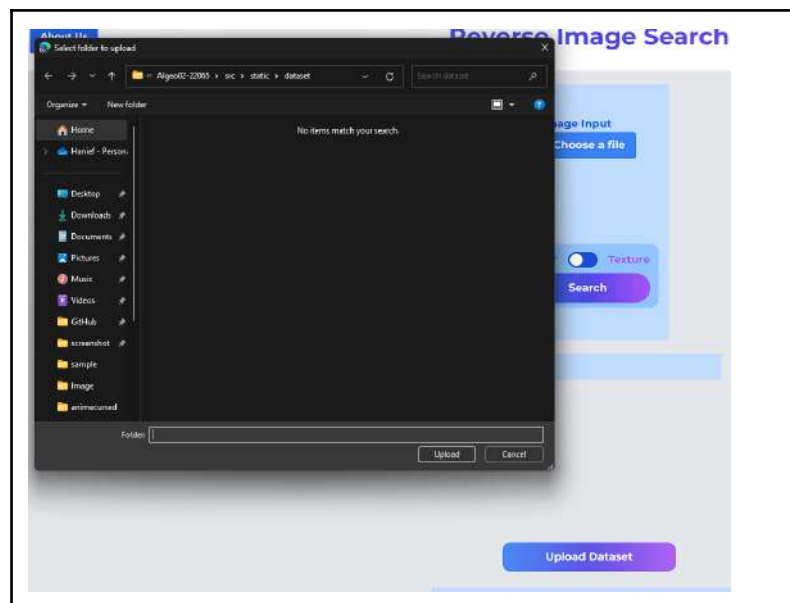 About Us
Reverse Image Search
Select folder to upload
Algeo02-22065 › src › static › dataset
Search dataset
Organize
New folder
Home
No items match your search.
Image Input
Choose a file
Hanief - Person
Desktop
Downloads
Documents
Pictures
Music
Videos
GitHub
screenshot
sample
Image
animecursed
Texture
Search
Folder:
Upload
Cancel
Upload Dataset